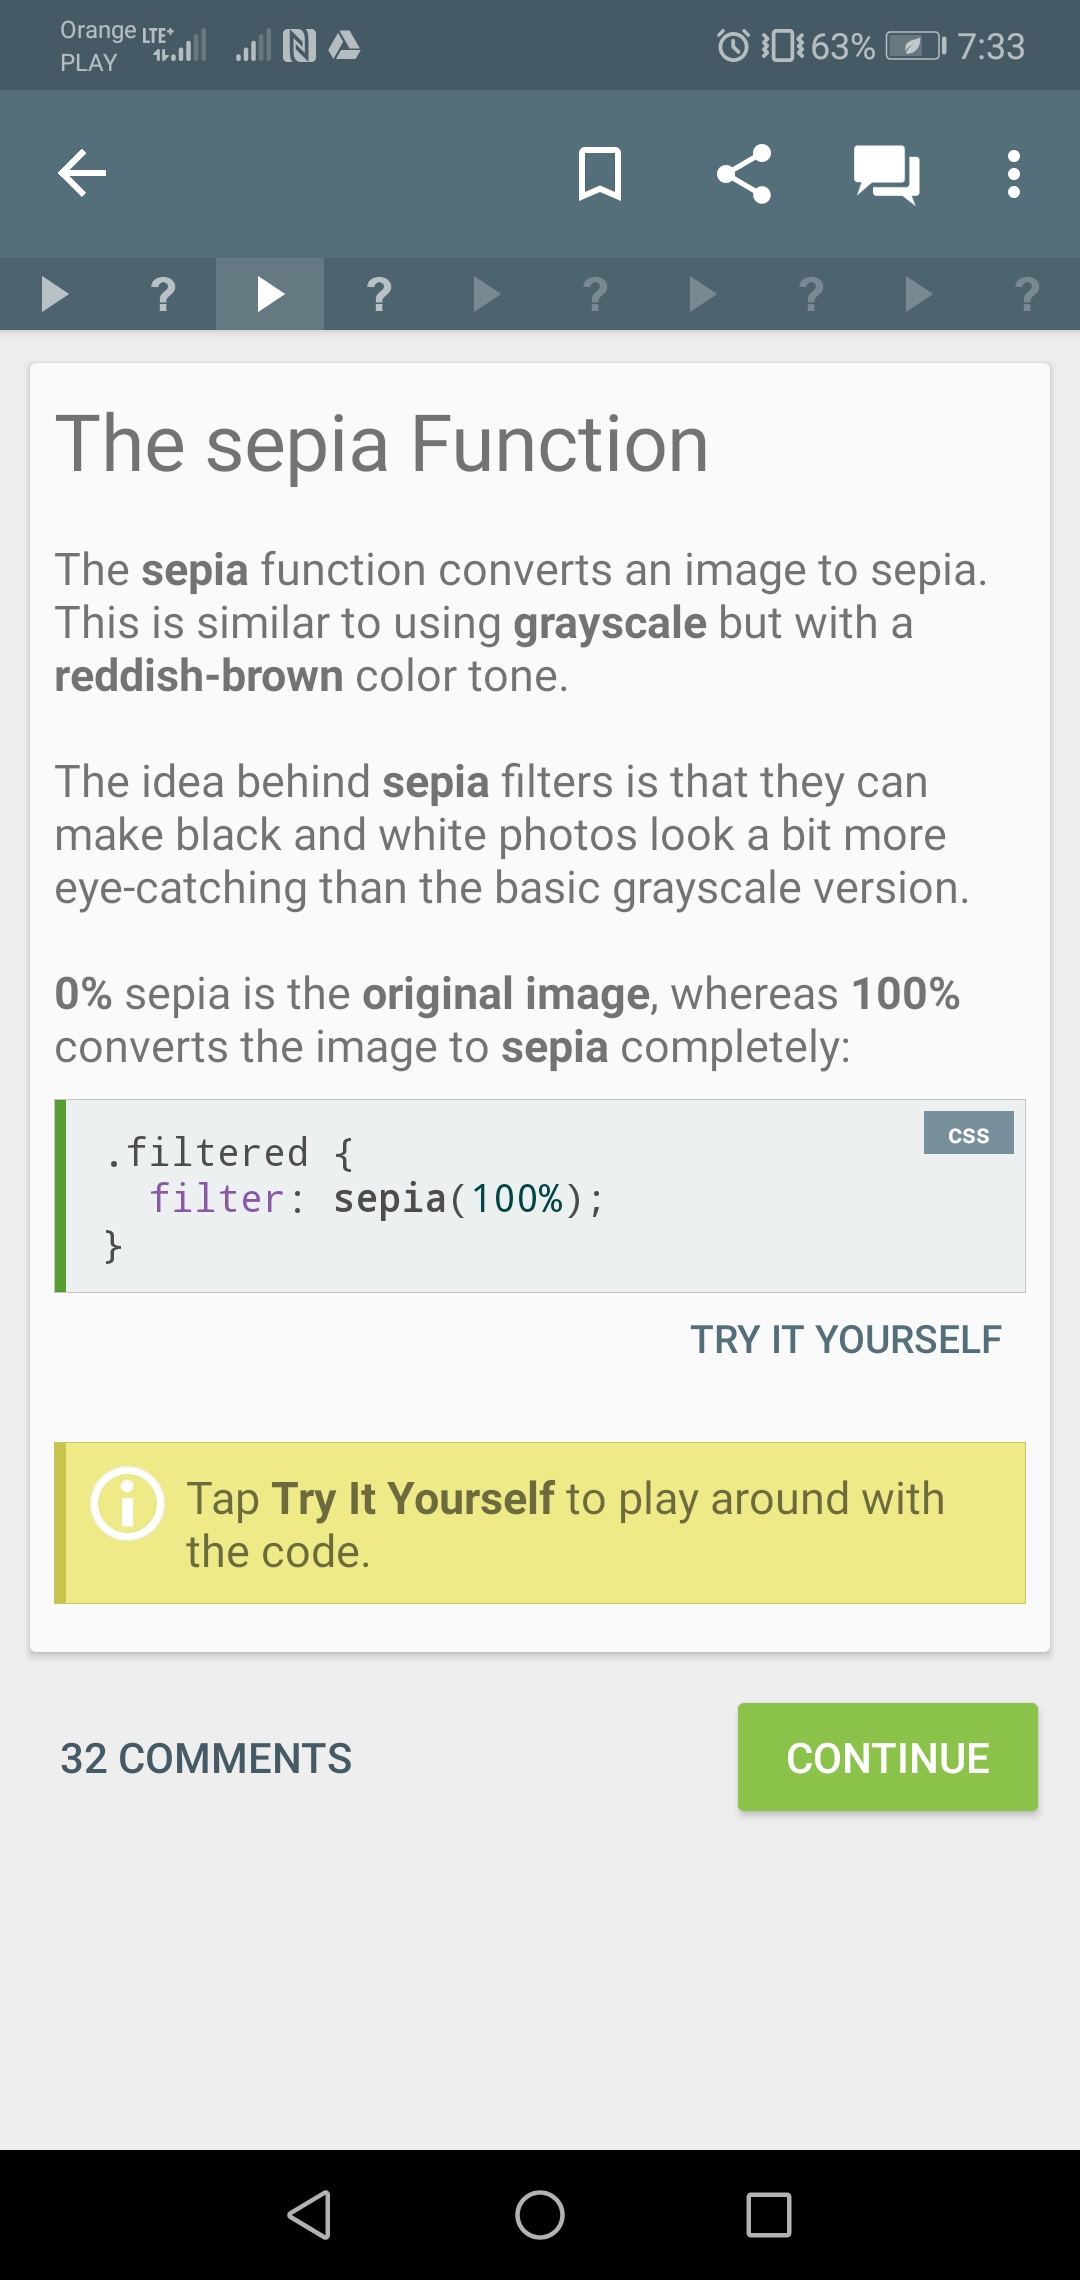 Orange LTE+
PLAY
63% 7:33
? ? ? ? ?
The sepia Function
The sepia function converts an image to sepia.
This is similar to using grayscale but with a
reddish-brown color tone.
The idea behind sepia filters is that they can
make black and white photos look a bit more
eye-catching than the basic grayscale version.
0% sepia is the original image, whereas 100%
converts the image to sepia completely:
CSS
.filtered {
filter: sepia(100%);
}
TRY IT YOURSELF
Tap Try It Yourself to play around with
the code.
32 COMMENTS
CONTINUE